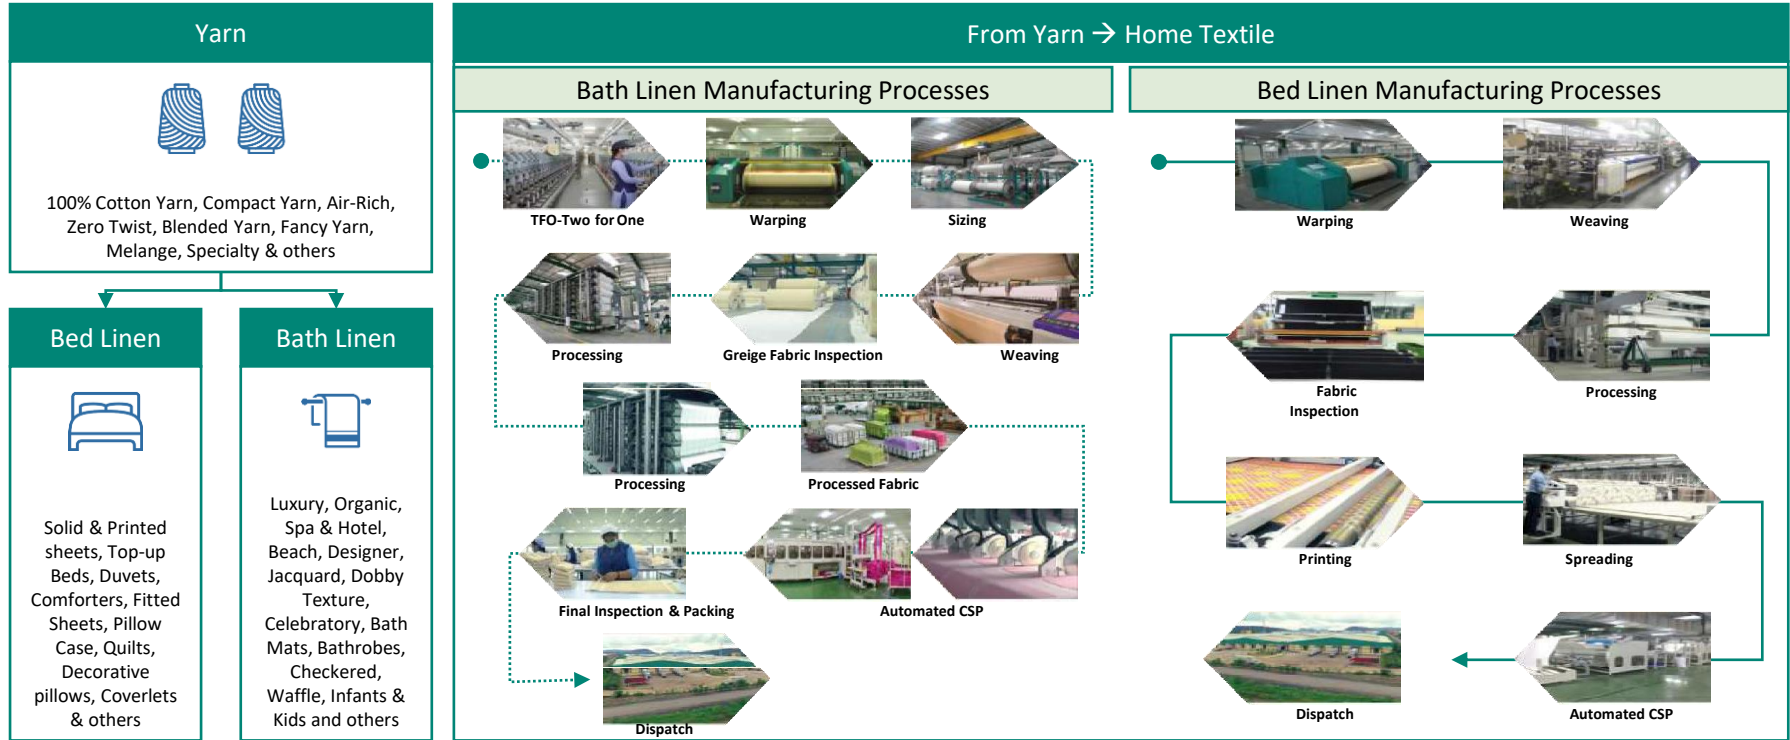 Yarn
100% Cotton Yarn, Compact Yarn, Air-Rich,
Zero Twist, Blended Yarn, Fancy Yarn,
Melange, Specialty & others
Bed Linen
Solid & Printed
sheets, Top-up
Beds, Duvets,
Comforters, Fitted
Sheets, Pillow
Case, Quilts,
Decorative
pillows, Coverlets
& others
Bath Linen
Luxury, Organic,
Spa & Hotel,
Beach, Designer,
Jacquard, Dobby
Texture,
Celebratory, Bath
Mats, Bathrobes,
Checkered,
Waffle, Infants &
Kids and others
From Yarn → Home Textile
Bath Linen Manufacturing Processes
TFO-Two for One
Warping
Sizing
Weaving
Greige Fabric Inspection
Processing
Processing
Processed Fabric
Automated CSP
Final Inspection & Packing
Dispatch
Bed Linen Manufacturing Processes
Warping
Weaving
Processing
Fabric
Inspection
Printing
Spreading
Automated CSP
Dispatch